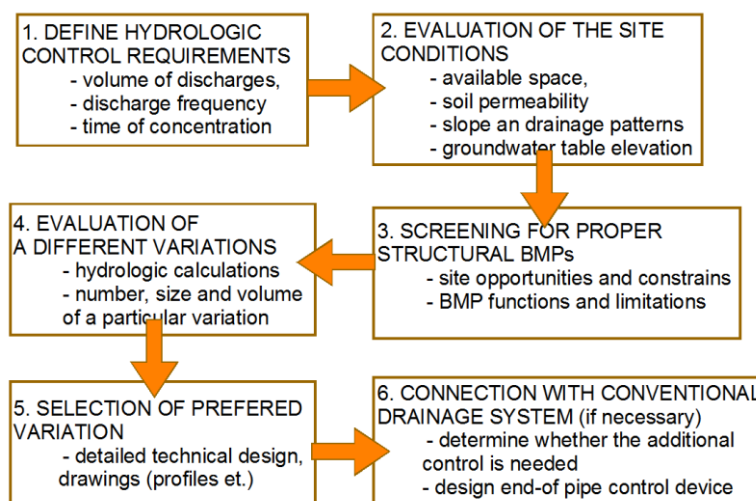 1. DEFINE HYDROLOGIC
CONTROL REQUIREMENTS
- volume of discharges,
- discharge frequency
- time of concentration
2. EVALUATION OF THE SITE
CONDITIONS
- available space,
- soil permeability
- slope an drainage patterns
- groundwater table elevation
3. SCREENING FOR PROPER
STRUCTURAL BMPs
- site opportunities and constrains
- BMP functions and limitations
4. EVALUATION OF
A DIFFERENT VARIATIONS
- hydrologic calculations
- number, size and volume
of a particular variation
5. SELECTION OF PREFERED
VARIATION
- detailed technical design,
drawings (profiles et.)
6. CONNECTION WITH CONVENTIONAL
DRAINAGE SYSTEM (if necessary)
- determine whether the additional
control is needed
- design end-of pipe control device